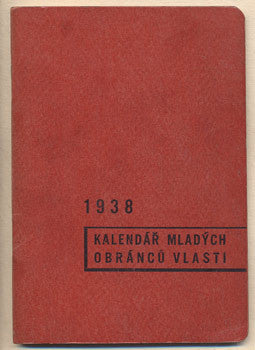 1938
KALENDÁŘ MLADÝCH
OBRÁNCŮ VLASTI